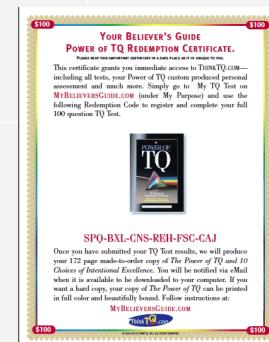 $100 $100
YOUR BELIEVER'S GUIDE
POWER OF TQ REDEMPTION CERTIFICATE.
PLEASE KEEP THIS IMPORTANT CERTIFICATE IN A SAFE PLACE AS IT IS UNIQUE TO YOU.
This certificate grants you immediate access to THINKTQ.COM—
including all tests, your Power of TQ custom produced personal
assessment and much more. Simply go to My TQ Test on
MYBELIEVERSGUIDE.COM (under My Purpose) and use the
following Redemption Code to register and complete your full
100 question TQ Test.
POWER OF
TQ
SPQ-BXL-CNS-REH-FSC-CAJ
Once you have submitted your TQ Test results, we will produce
your 172 page made-to-order copy of The Power of TQ and 10
Choices of Intentional Excellence. You will be notified via eMail
when it is available to be downloaded to your computer. If you
want a hard copy, your copy of The Power of TQ can be printed
in full color and beautifully bound. Follow instructions at:
MYBELIEVERSGUIDE.COM
THINK TQ.COM
$100 $100